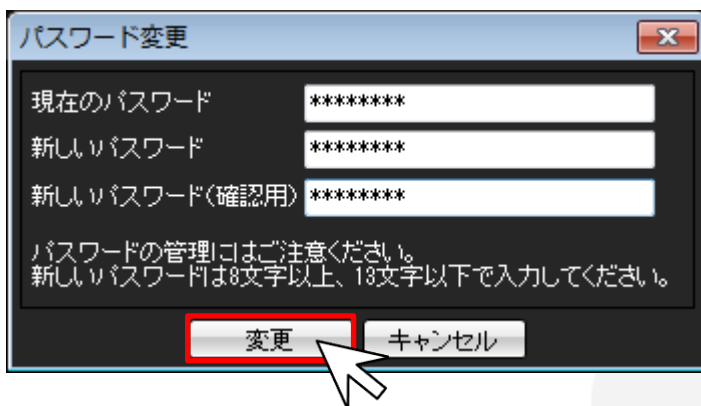 パスワード変更
現在のパスワード ********
新しいパスワード ********
新しいパスワード(確認用) ********
パスワードの管理にはご注意ください。
新しいパスワードは8文字以上、13文字以下で入力してください。
変更 キャンセル